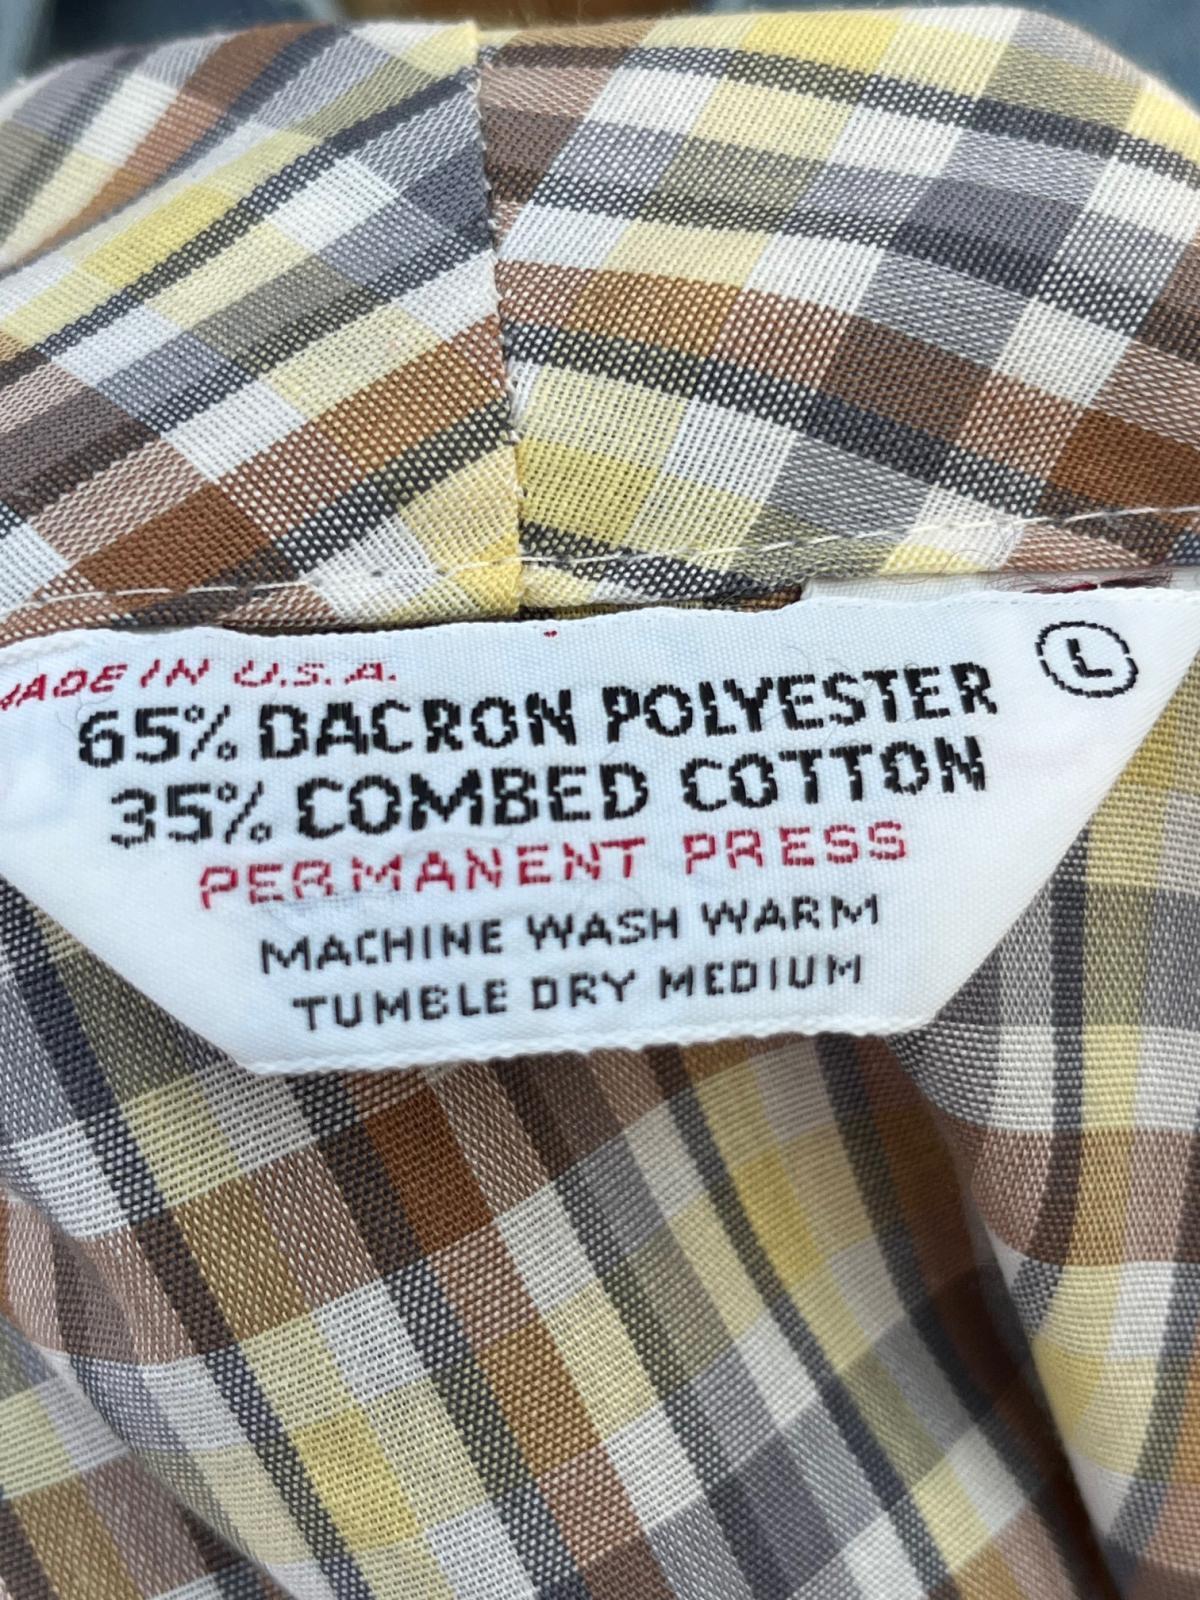 MADE IN U.S.A.
L
65% DACRON POLYESTER
35% COMBED COTTON
PERMANENT PRESS
MACHINE WASH WARM
TUMBLE DRY MEDIUM